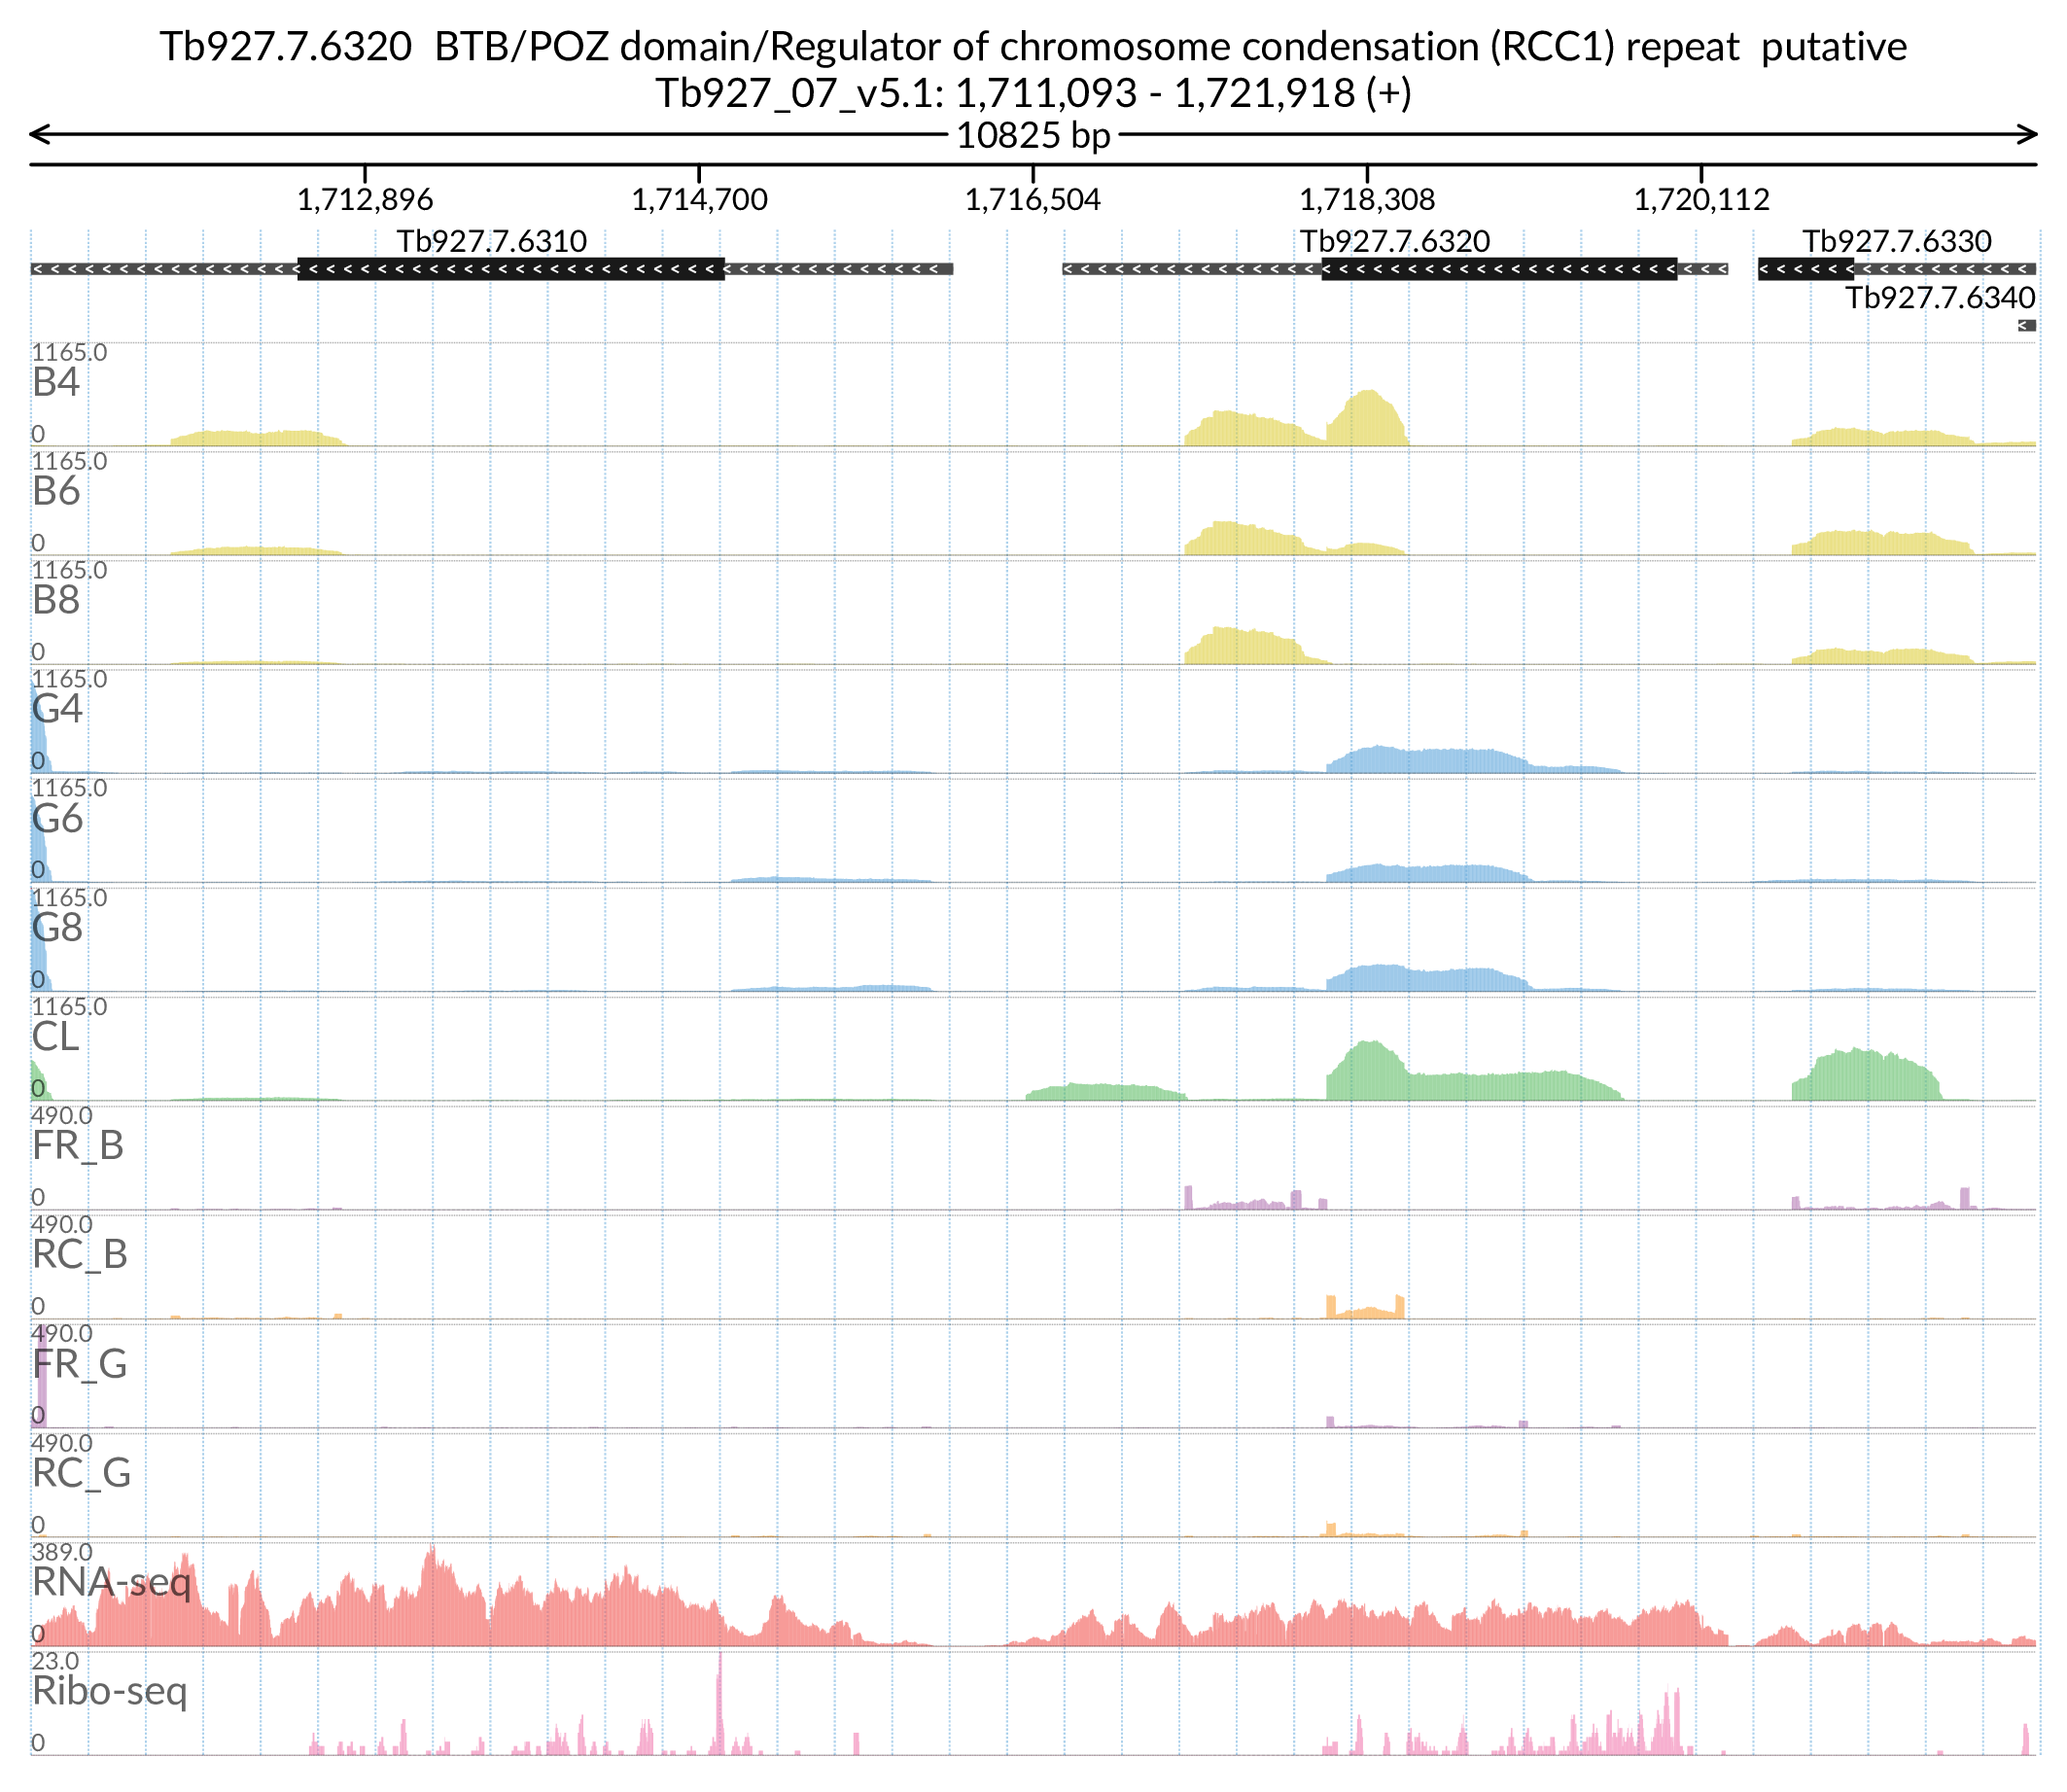 Tb927.7.6320  BTB/POZ domain/Regulator of chromosome condensation (RCC1) repeat  putative
Tb927_07_v5.1: 1,711,093 - 1,721,918 (+)
10825 bp
1,712,896 1,714,700 1,716,504 1,718,308 1,720,112
Tb927.7.6310 Tb927.7.6320 Tb927.7.6330
Tb927.7.6340
1165.0
B4
0
1165.0
B6
0
1165.0
B8
0
1165.0
G4
0
1165.0
G6
0
1165.0
G8
0
1165.0
CL
0
490.0
FR_B
0
490.0
RC_B
0
490.0
FR_G
0
490.0
RC_G
0
389.0
RNA-seq
0
23.0
Ribo-seq
0